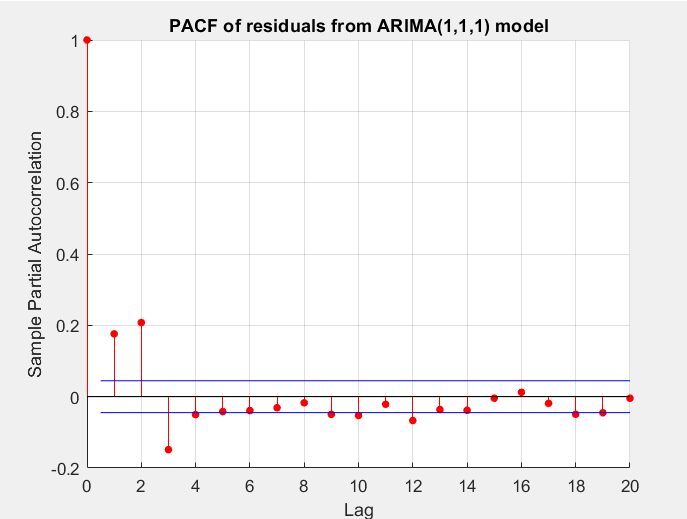 PACF of residuals from ARIMA(1,1,1) model
Sample Partial Autocorrelation
1
0.8
0.6
0.4
0.2
0
-0.2
0 2 4 6 8 10 12 14 16 18 20
Lag